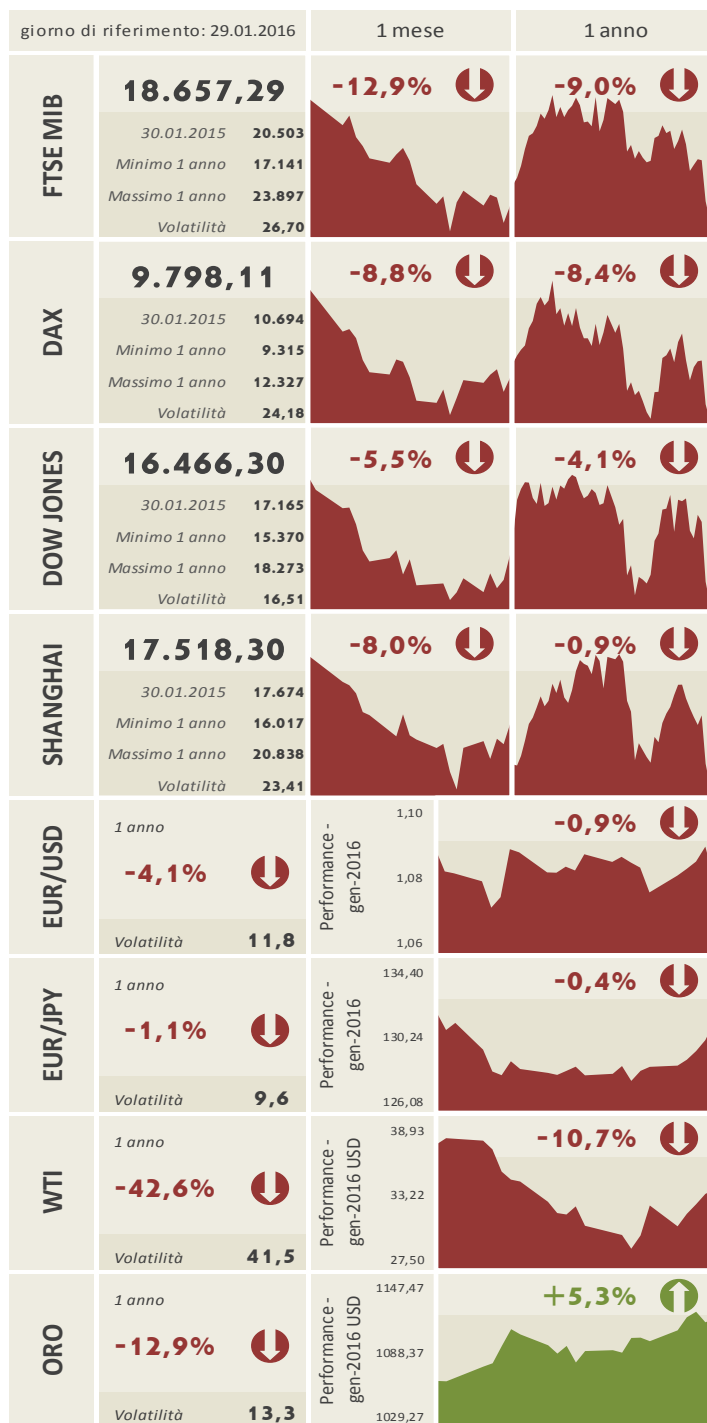 giorno di riferimento: 29.01.2016 1 mese 1 anno
FTSE MIB
18.657,29
30.01.2015 20.503
Minimo 1 anno 17.141
Massimo 1 anno 23.897
Volatilità 26,70
-12,9%
-9,0%
DAX
9.798,11
30.01.2015 10.694
Minimo 1 anno 9.315
Massimo 1 anno 12.327
Volatilità 24,18
-8,8%
-8,4%
DOW JONES
16.466,30
30.01.2015 17.165
Minimo 1 anno 15.370
Massimo 1 anno 18.273
Volatilità 16,51
-5,5%
-4,1%
SHANGHAI
17.518,30
30.01.2015 17.674
Minimo 1 anno 16.017
Massimo 1 anno 20.838
Volatilità 23,41
-8,0%
-0,9%
EUR/USD
1 anno
-4,1%
Volatilità 11,8
Performance -
gen-2016
1,10
1,08
1,06
-0,9%
EUR/JPY
1 anno
-1,1%
Volatilità 9,6
Performance -
gen-2016
134,40
130,24
126,08
-0,4%
WTI
1 anno
-42,6%
Volatilità 41,5
Performance -
gen-2016 USD
38,93
33,22
27,50
-10,7%
ORO
1 anno
-12,9%
Volatilità 13,3
Performance -
gen-2016 USD
1147,47
1088,37
1029,27
+5,3%